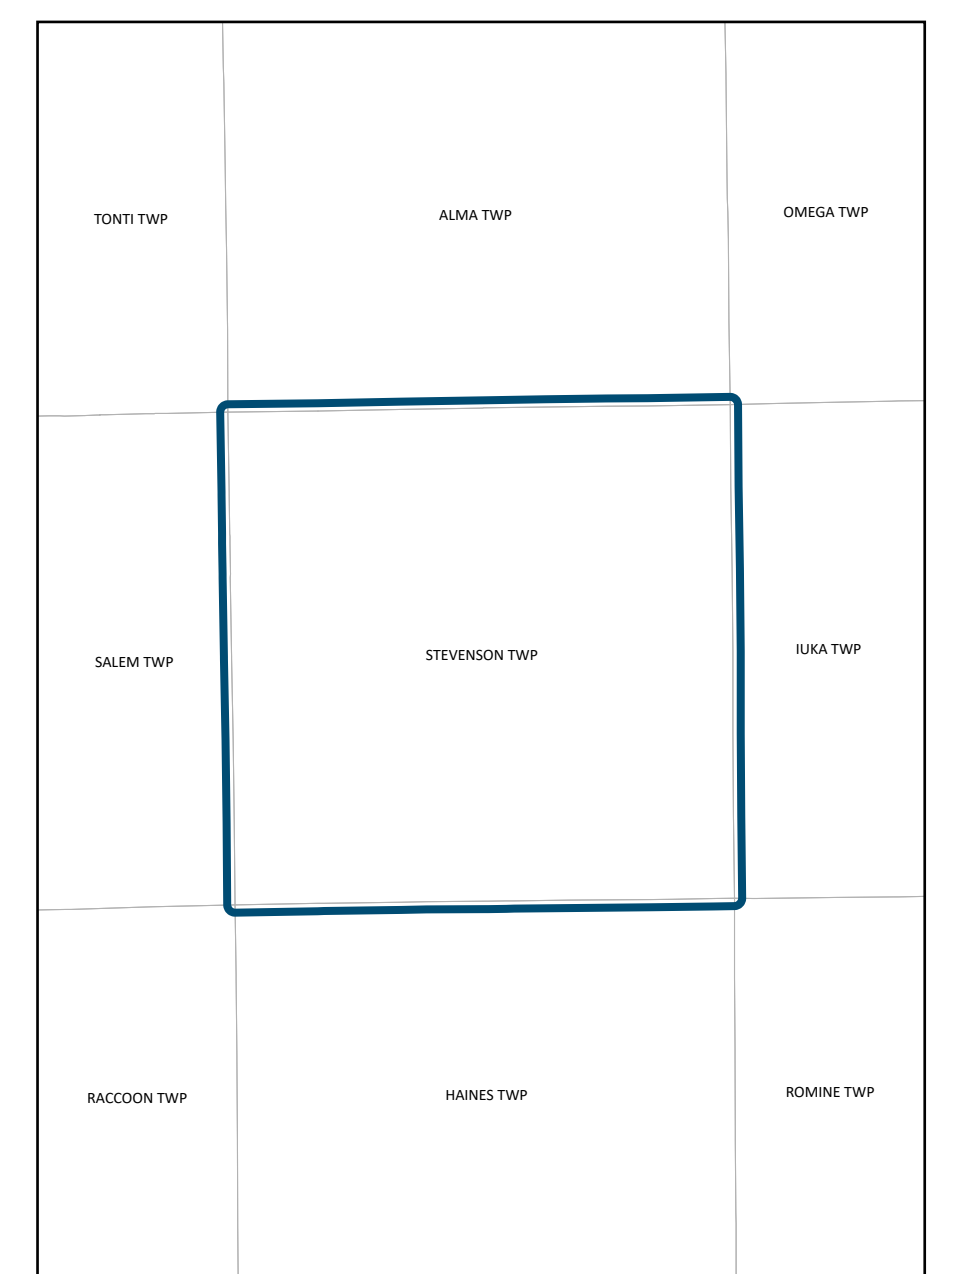 TONTI TWP
ALMA TWP
OMEGA TWP
SALEM TWP
STEVENSON TWP
IUKA TWP
RACCOON TWP
HAINES TWP
ROMINE TWP